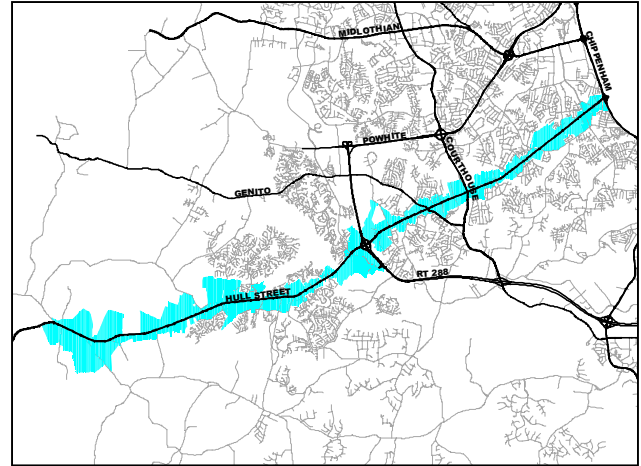 MIDLOTHIAN
CHIPPENHAM
POWHITE
COURTHOUSE
GENITO
RT 288
HULL STREET